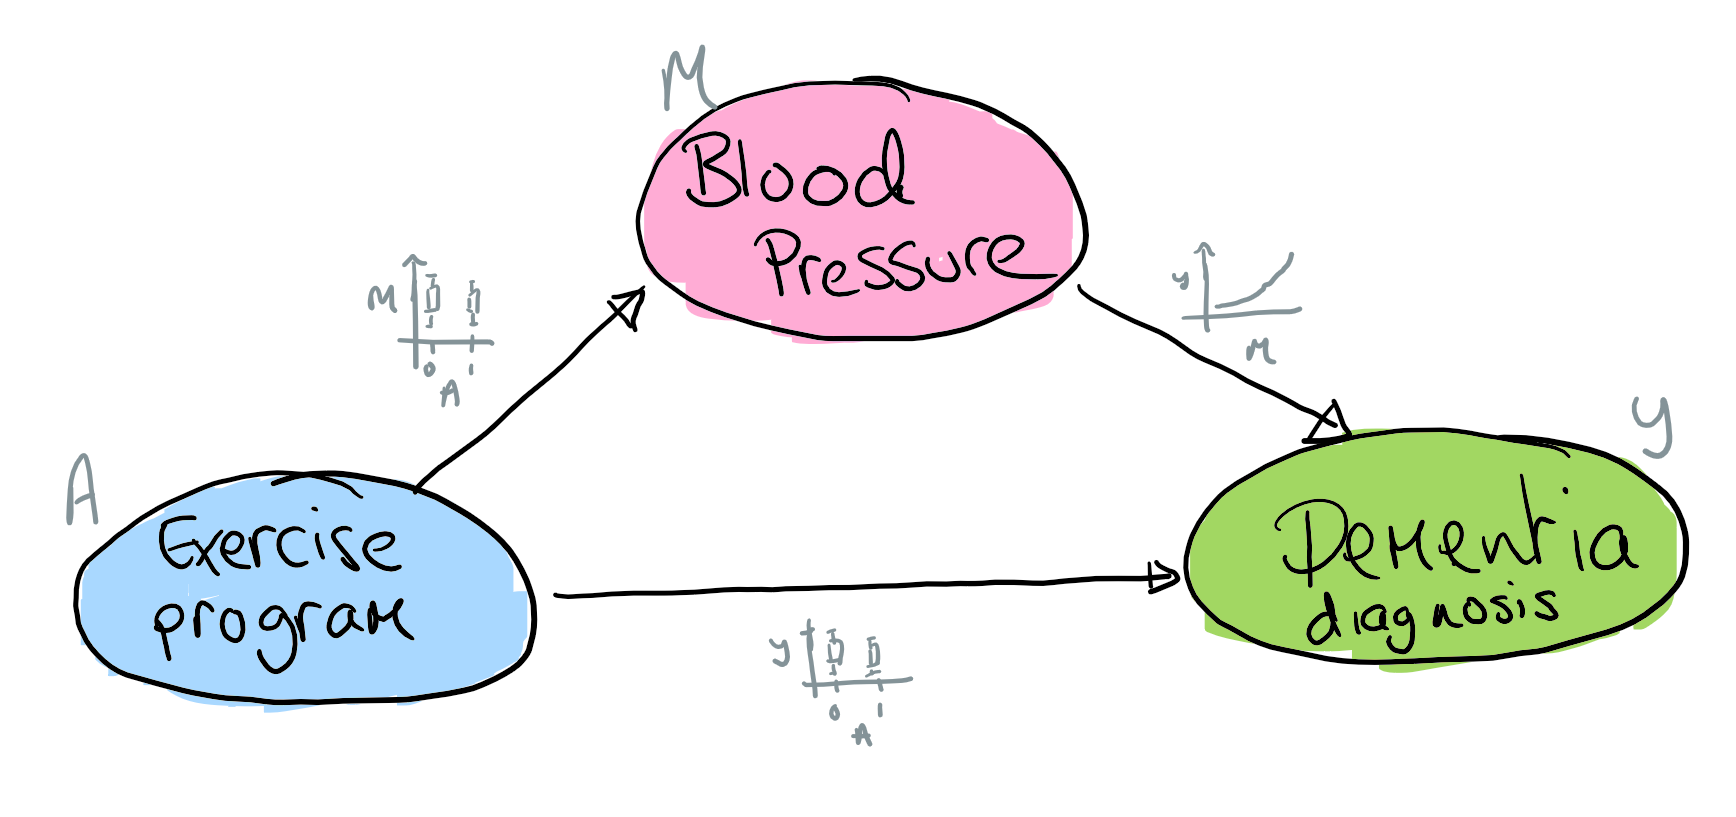 M
Blood
Pressure
M
0 1
A
y
M
A
Exercise
program
y
Dementia
diagnosis
y
0 1
A